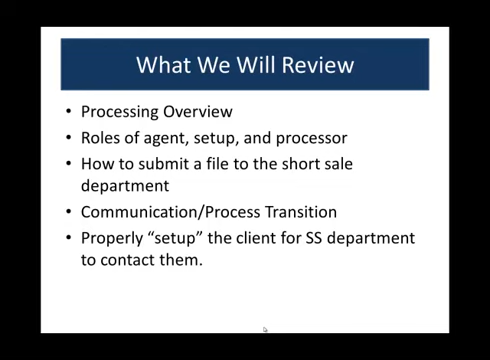 What We Will Review
• Processing Overview
• Roles of agent, setup, and processor
• How to submit a file to the short sale
department
• Communication/Process Transition
• Properly “setup” the client for SS department
to contact them.